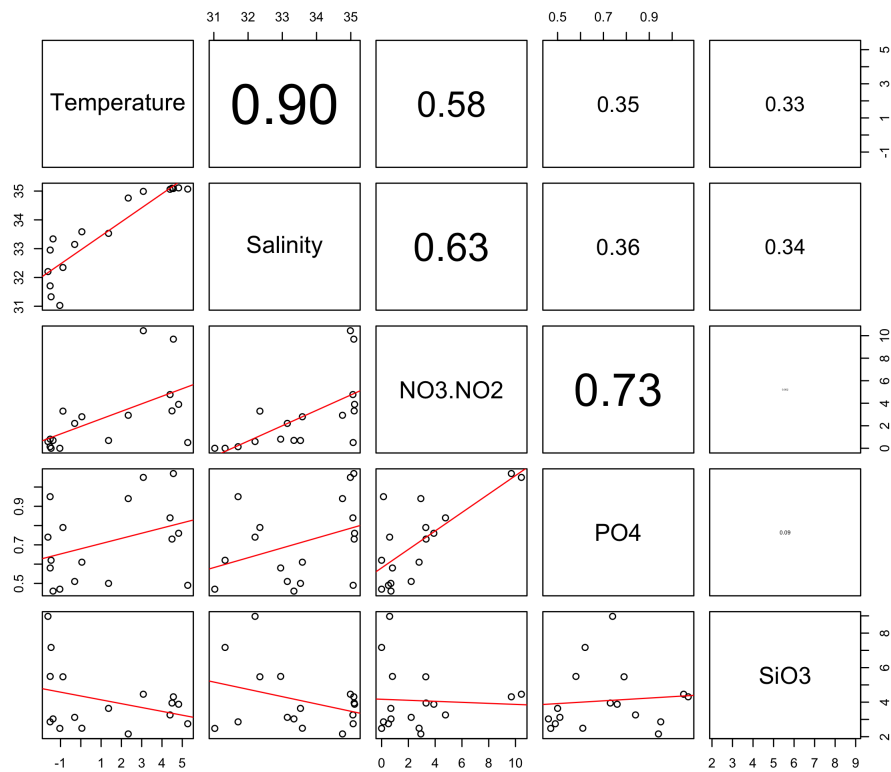 31 32 33 34 35 0.5 0.7 0.9
Temperature 0.90 0.58 0.35 0.33 -1 1 3 5
31 32 33 34 35 Salinity 0.63 0.36 0.34
NO3.NO2 0.73 0 2 4 6 8 10
0.5 0.7 0.9 PO4 0.09
SiO3 2 4 6 8
-1 1 2 3 4 5 0 2 4 6 8 10 2 3 4 5 6 7 8 9